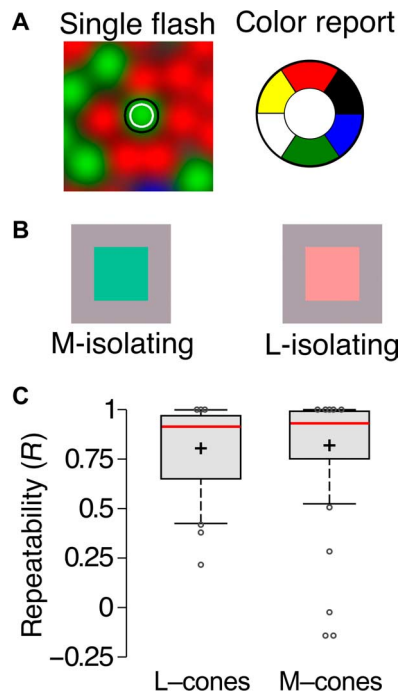 A
Single flash
Color report
B
M-isolating
L-isolating
C
Repeatability (R)
1
0.75
0.5
0.25
0
−0.25
L–cones
M–cones